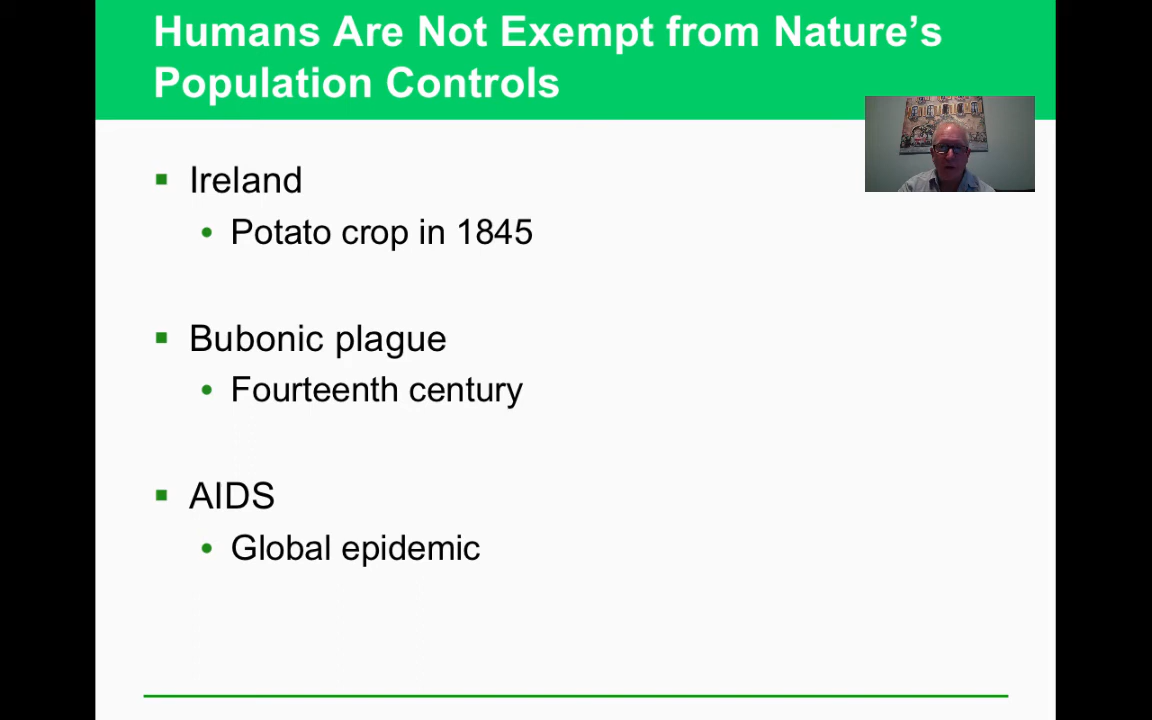 Humans Are Not Exempt from Nature’s
Population Controls
Ireland
Potato crop in 1845
Bubonic plague
Fourteenth century
AIDS
Global epidemic